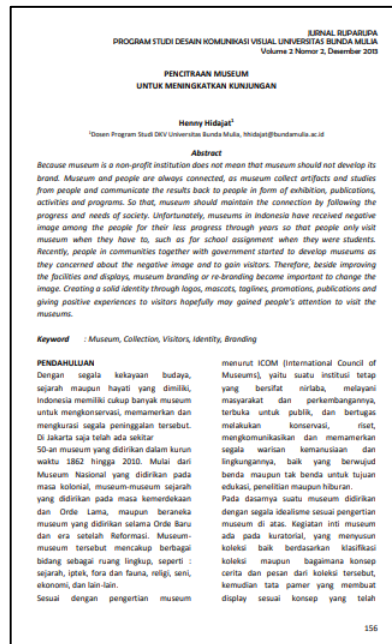 JURNAL RUPARUPA
PROGRAM STUDI DESAIN KOMUNIKASI VISUAL UNIVERSITAS BUNDA MULIA
Volume 2 Nomor 2, Desember 2013
PENCITRAAN MUSEUM
UNTUK MENINGKATKAN KUNJUNGAN
Henny Hidajat¹
¹Dosen Program Studi DKV Universitas Bunda Mulia, hhidajat@bundamulia.ac.id
Abstract
Because museum is a non-profit institution does not mean that museum should not develop its
brand. Museum and people are always connected, as museum collect artifacts and studies
from people and communicate the results back to people in form of exhibition, publications,
activities and programs. So that, museum should maintain the connection by following the
progress and needs of society. Unfortunately, museums in Indonesia have received negative
image among the people for their less progress through years so that people only visit
museum when they have to, such as for school assignment when they were students.
Recently, people in communities together with government started to develop museums as
they concerned about the negative image and to gain visitors. Therefore, beside improving
the facilities and displays, museum branding or re-branding become important to change the
image. Creating a solid identity through logos, mascots, taglines, promotions, publications and
giving positive experiences to visitors hopefully may gained people's attention to visit the
museums.
Keyword : Museum, Collection, Visitors, Identity, Branding
PENDAHULUAN
Dengan segala kekayaan budaya,
sejarah maupun hayati yang dimiliki,
Indonesia memiliki cukup banyak museum
untuk mengkonservasi, memamerkan dan
mengkurasi segala peninggalan tersebut.
Di Jakarta saja telah ada sekitar
50-an museum yang didirikan dalam kurun
waktu 1862 hingga 2010. Mulai dari
Museum Nasional yang didirikan pada
masa kolonial, museum-museum sejarah
yang didirikan pada masa kemerdekaan
dan Orde Lama, maupun beraneka
museum yang didirikan selama Orde Baru
dan era setelah Reformasi. Museum-
museum tersebut mencakup berbagai
bidang sebagai ruang lingkup, seperti :
sejarah, iptek, fora dan fauna, religi, seni,
ekonomi, dan lain-lain.
Sesuai dengan pengertian museum
menurut ICOM (International Council of
Museums), yaitu suatu institusi tetap
yang bersifat nirlaba, melayani
masyarakat dan perkembangannya,
terbuka untuk publik, dan bertugas
melakukan konservasi, riset,
mengkomunikasikan dan memamerkan
segala warisan kemanusiaan dan
lingkungannya, baik yang berwujud
benda maupun tak benda untuk tujuan
edukasi, penelitian maupun hiburan.
Pada dasarnya suatu museum didirikan
dengan segala idealisme sesuai pengertian
museum di atas. Kegiatan inti museum
ada pada kuratorial, yang menyusun
koleksi baik berdasarkan klasifikasi
koleksi maupun bagaimana konsep
cerita dan pesan dari koleksi tersebut,
kemudian tata pamer yang membuat
display sesuai konsep yang telah
156